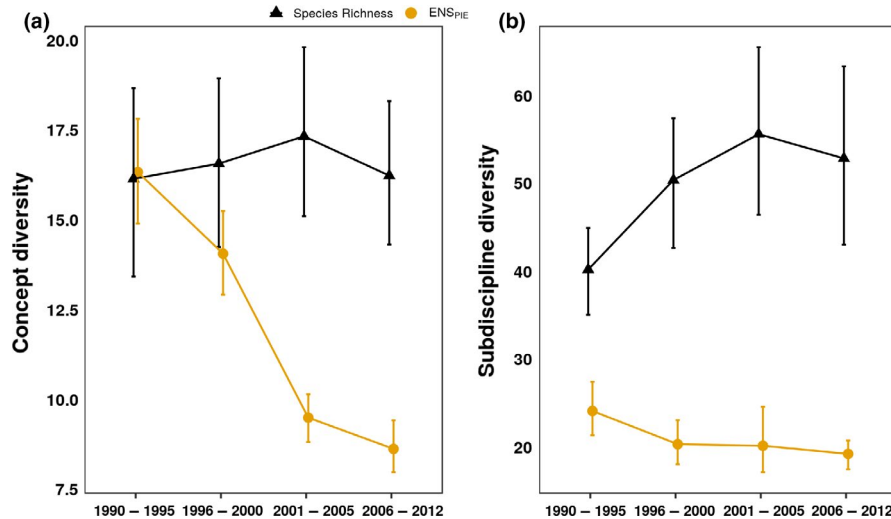 (a)
▲ Species Richness ● ENSPIE
(b)
Concept diversity
20.0
17.5
15.0
12.5
10.0
7.5
1990 – 1995 1996 – 2000 2001 – 2005 2006 – 2012
Subdiscipline diversity
60
50
40
30
20
1990 – 1995 1996 – 2000 2001 – 2005 2006 – 2012